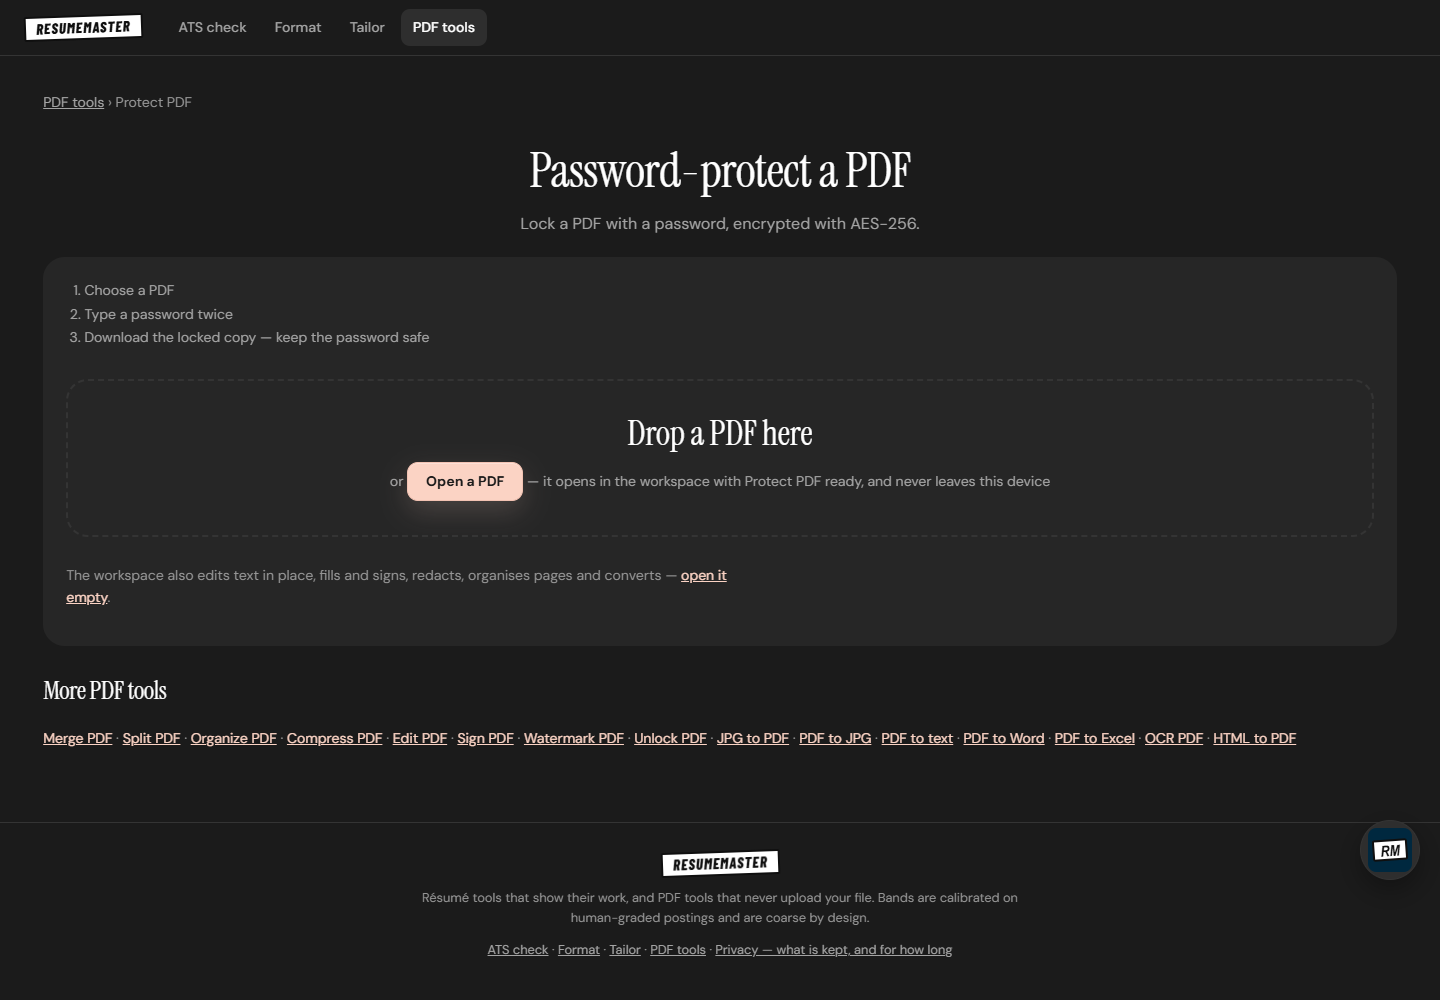 RESUMEMASTER ATS check Format Tailor PDF tools
PDF tools › Protect PDF
Password-protect a PDF
Lock a PDF with a password, encrypted with AES-256.
1. Choose a PDF
2. Type a password twice
3. Download the locked copy — keep the password safe
Drop a PDF here
or Open a PDF — it opens in the workspace with Protect PDF ready, and never leaves this device
The workspace also edits text in place, fills and signs, redacts, organises pages and converts — open it
empty.
More PDF tools
Merge PDF · Split PDF · Organize PDF · Compress PDF · Edit PDF · Sign PDF · Watermark PDF · Unlock PDF · JPG to PDF · PDF to JPG · PDF to text · PDF to Word · PDF to Excel · OCR PDF · HTML to PDF
RM
RESUMEMASTER
Résumé tools that show their work, and PDF tools that never upload your file. Bands are calibrated on
human-graded postings and are coarse by design.
ATS check · Format · Tailor · PDF tools · Privacy — what is kept, and for how long